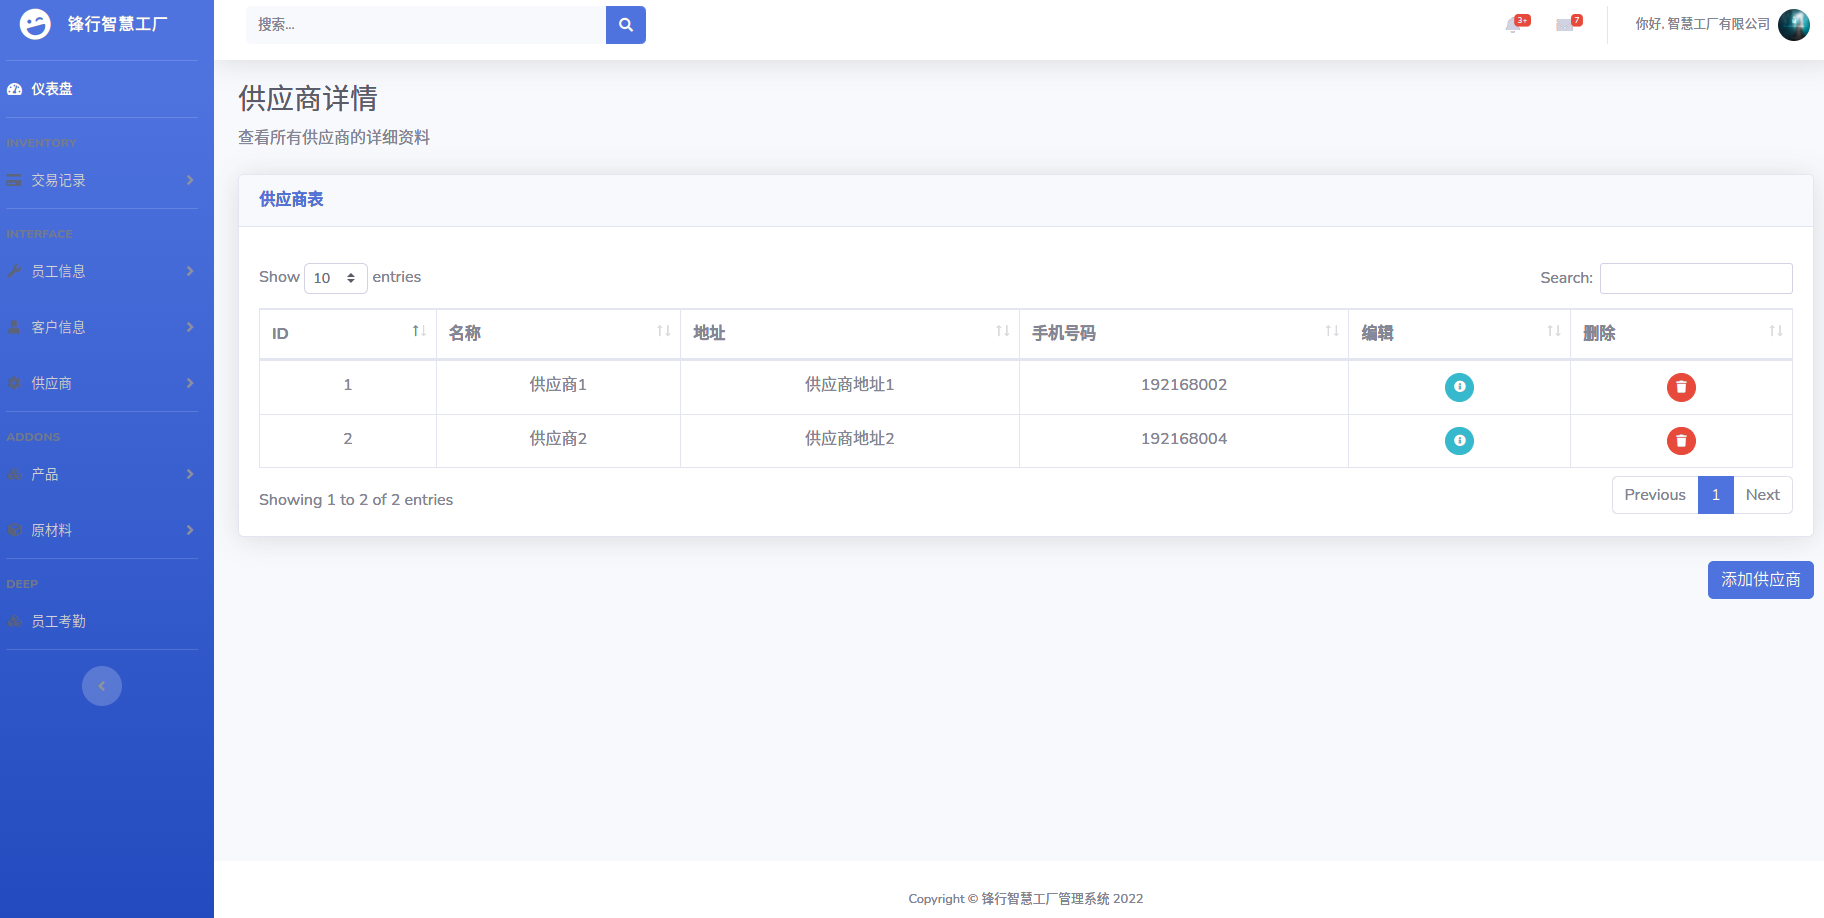 锋行智慧工厂
仪表盘
INVENTORY
交易记录
INTERFACE
员工信息
客户信息
供应商
ADDONS
产品
原材料
DEEP
员工考勤
搜索...
3+
7
你好, 智慧工厂有限公司
供应商详情
查看所有供应商的详细资料
供应商表
Show 10 entries
Search:
ID 名称 地址 手机号码 编辑 删除
1 供应商1 供应商地址1 192168002
2 供应商2 供应商地址2 192168004
Showing 1 to 2 of 2 entries
Previous 1 Next
添加供应商
Copyright © 锋行智慧工厂管理系统 2022